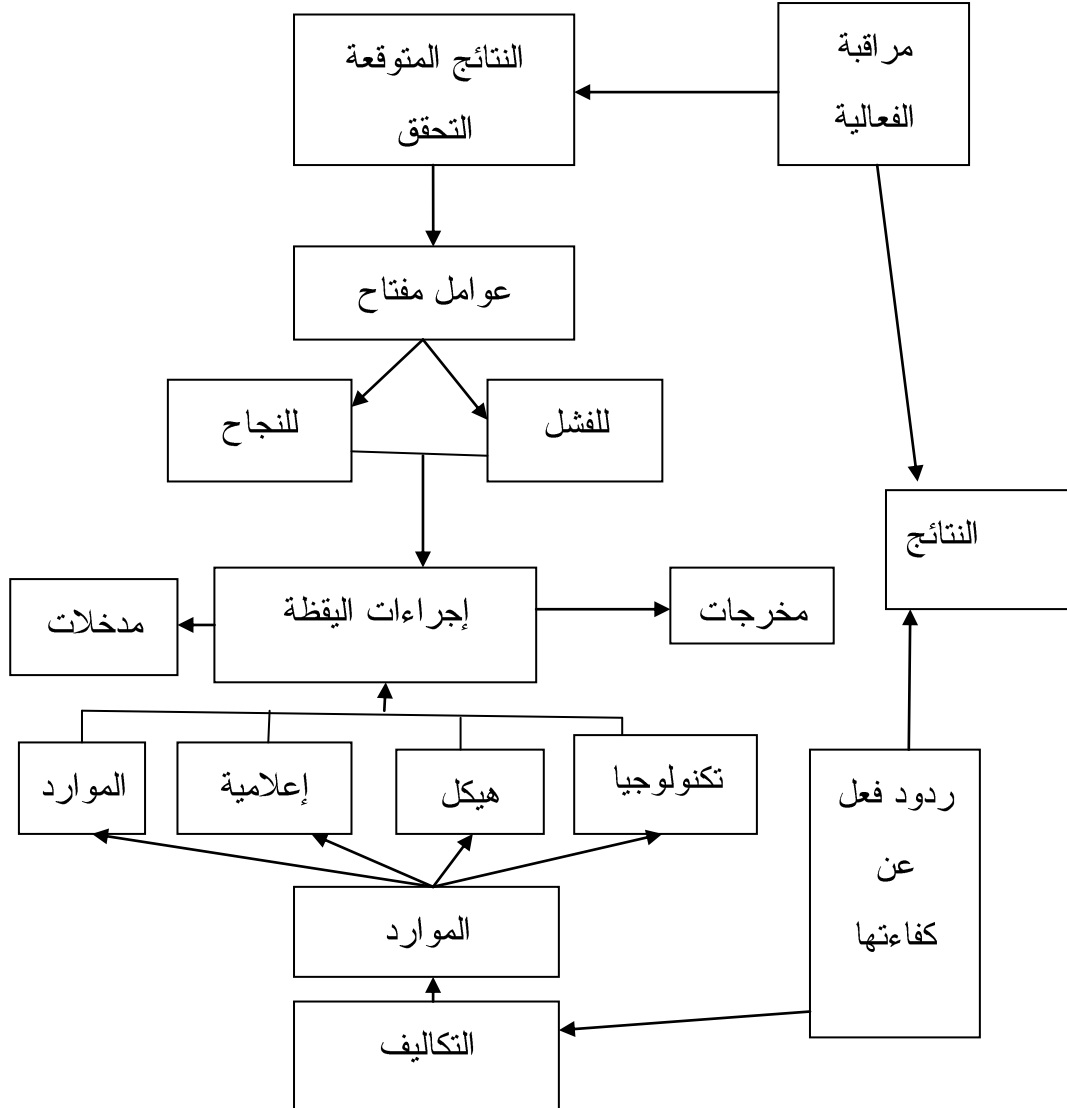 مراقبة
الفعالية
النتائج المتوقعة
التحقق
عوامل مفتاح
للفشل
للنجاح
النتائج
مخرجات
إجراءات اليقظة
مدخلات
تكنولوجيا
هيكل
إعلامية
الموارد
ردود فعل
عن
كفاءتها
الموارد
التكاليف